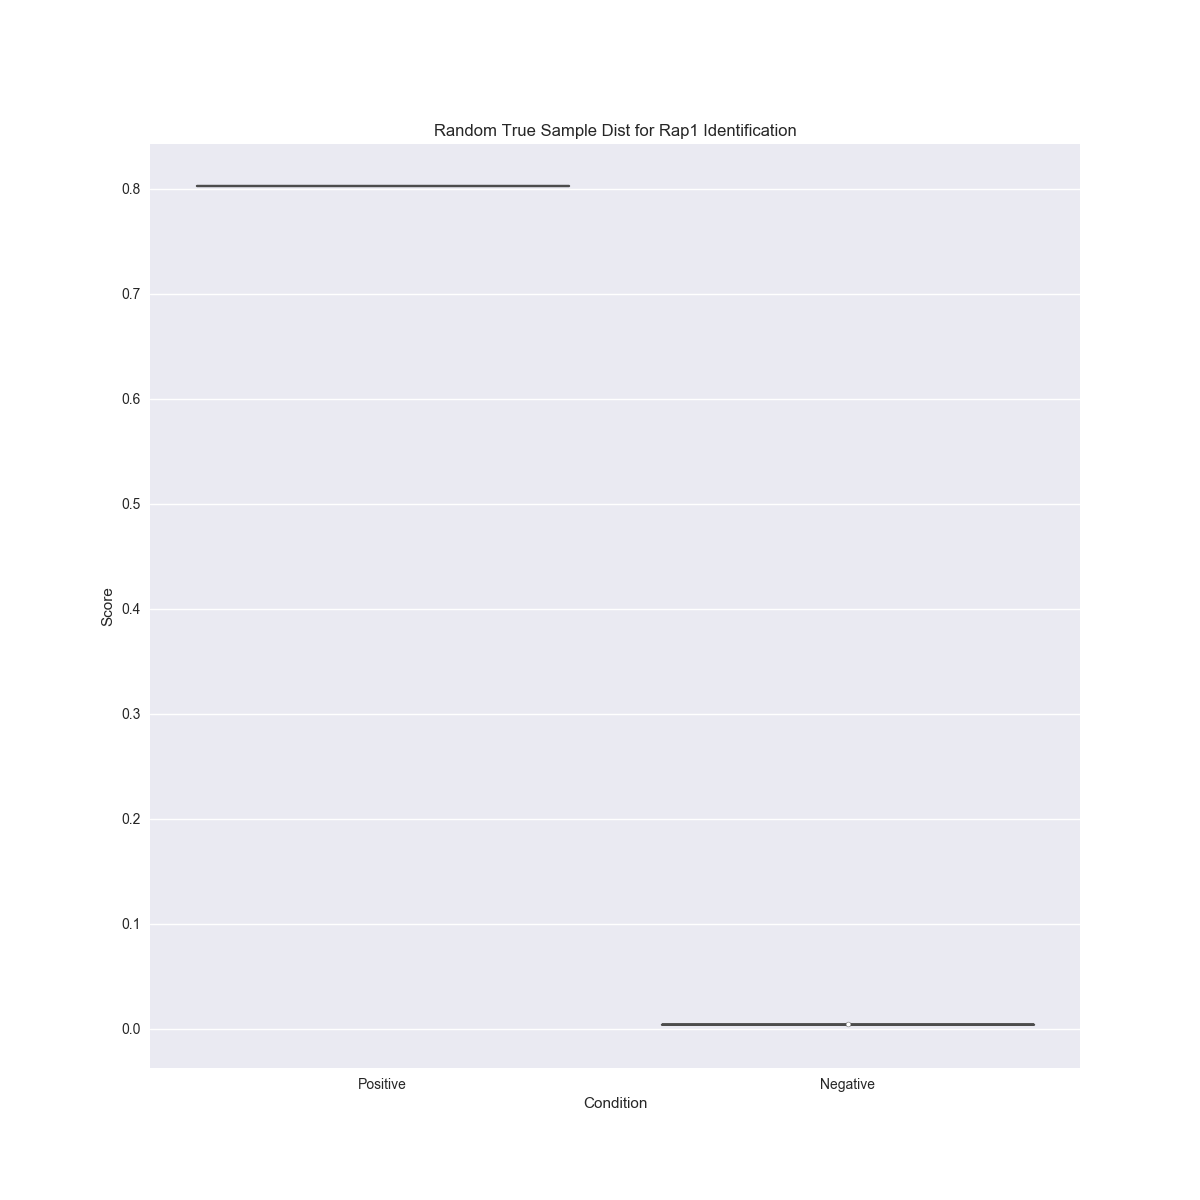 Random True Sample Dist for Rap1 Identification
0.8
0.7
0.6
0.5
0.4
0.3
0.2
0.1
0.0
Score
Positive
Negative
Condition